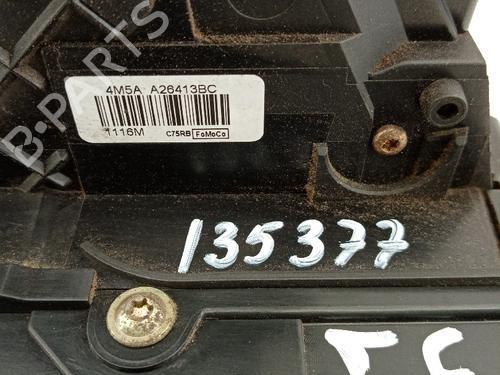 B-PARTS
4M5A A26413BC
1116M C75RB FoMoCo
135377